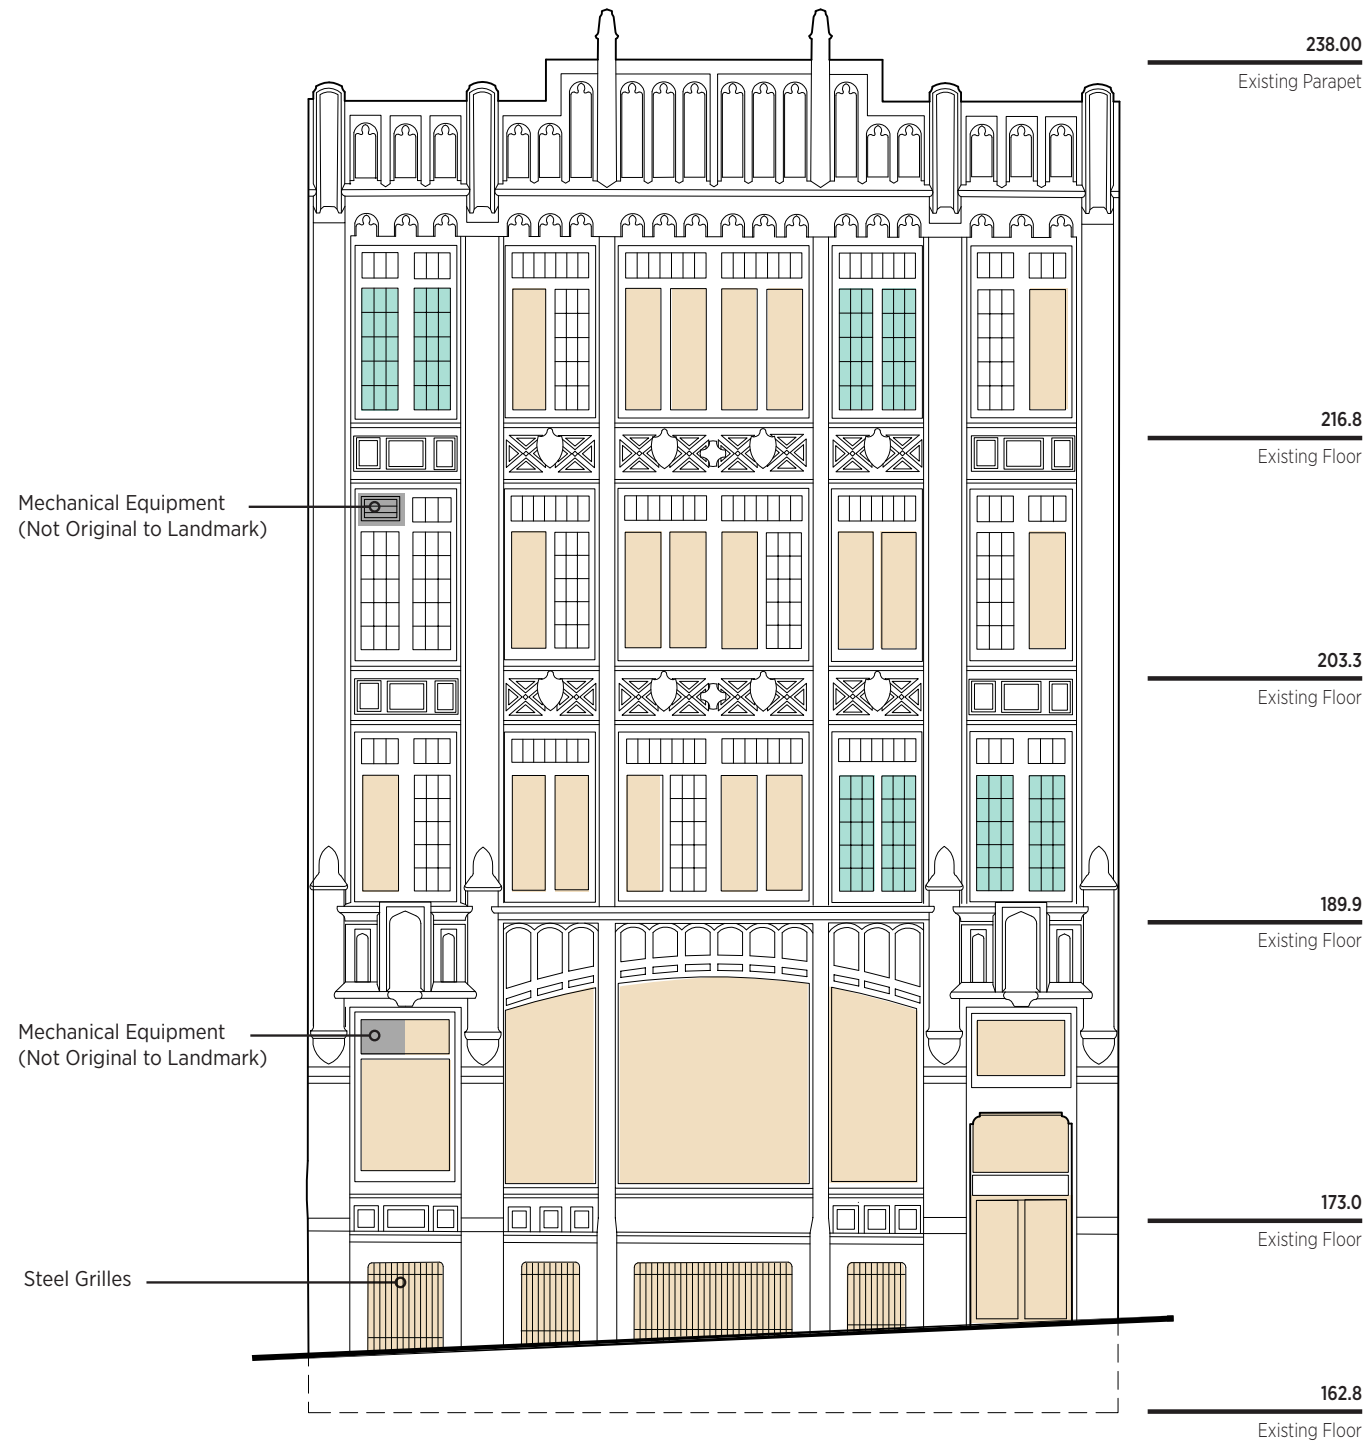 238.00
Existing Parapet
216.8
Existing Floor
Mechanical Equipment
(Not Original to Landmark)
203.3
Existing Floor
189.9
Existing Floor
Mechanical Equipment
(Not Original to Landmark)
173.0
Existing Floor
Steel Grilles
162.8
Existing Floor